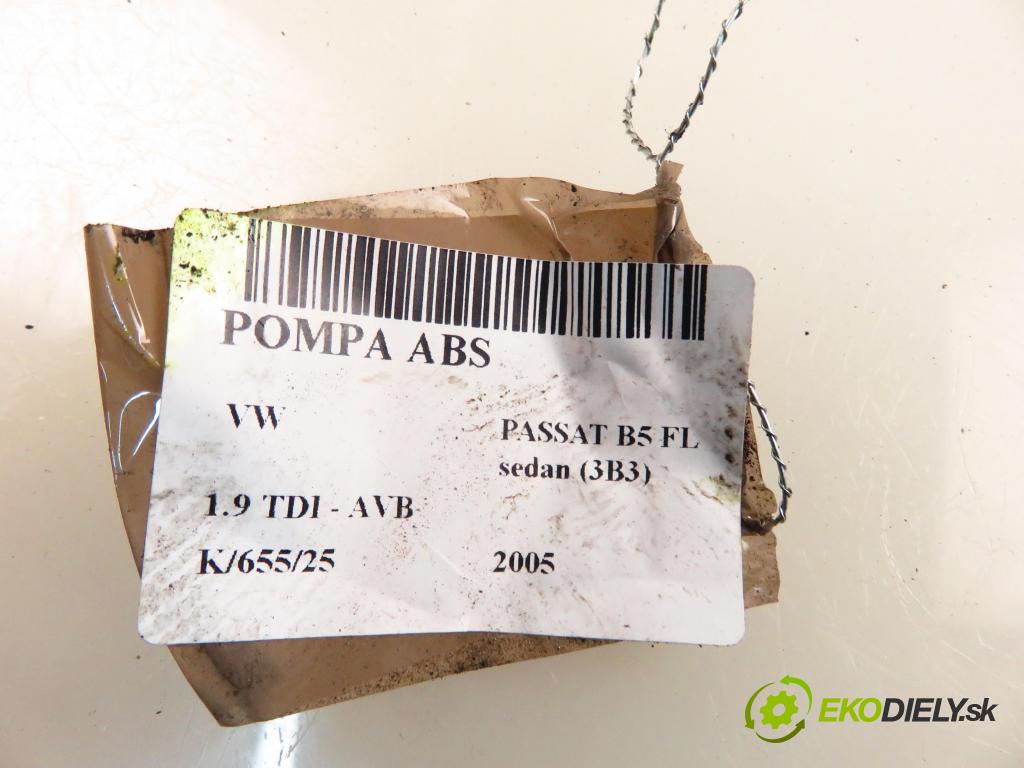 POMPA ABS
VW
PASSAT B5 FL
sedan (3B3)
1.9 TDI - AVB
K/655/25
2005
EKODIELY.sk